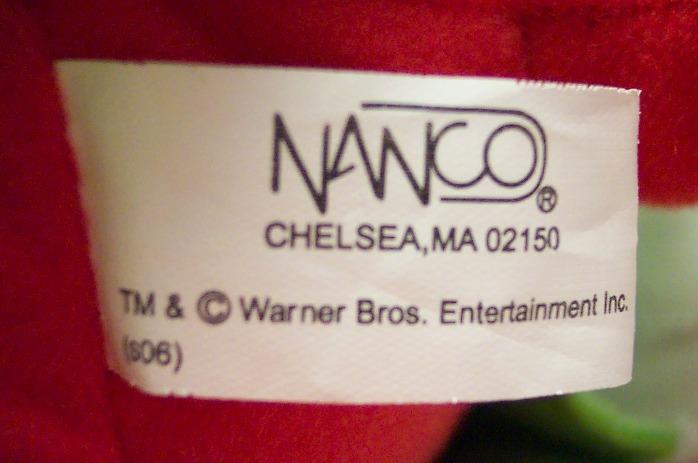 NANCO®
CHELSEA, MA 02150
TM & © Warner Bros. Entertainment Inc.
(s06)